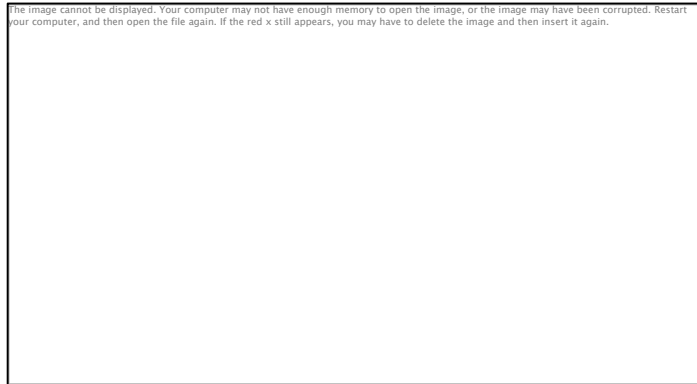 The image cannot be displayed. Your computer may not have enough memory to open the image, or the image may have been corrupted. Restart
your computer, and then open the file again. If the red x still appears, you may have to delete the image and then insert it again.